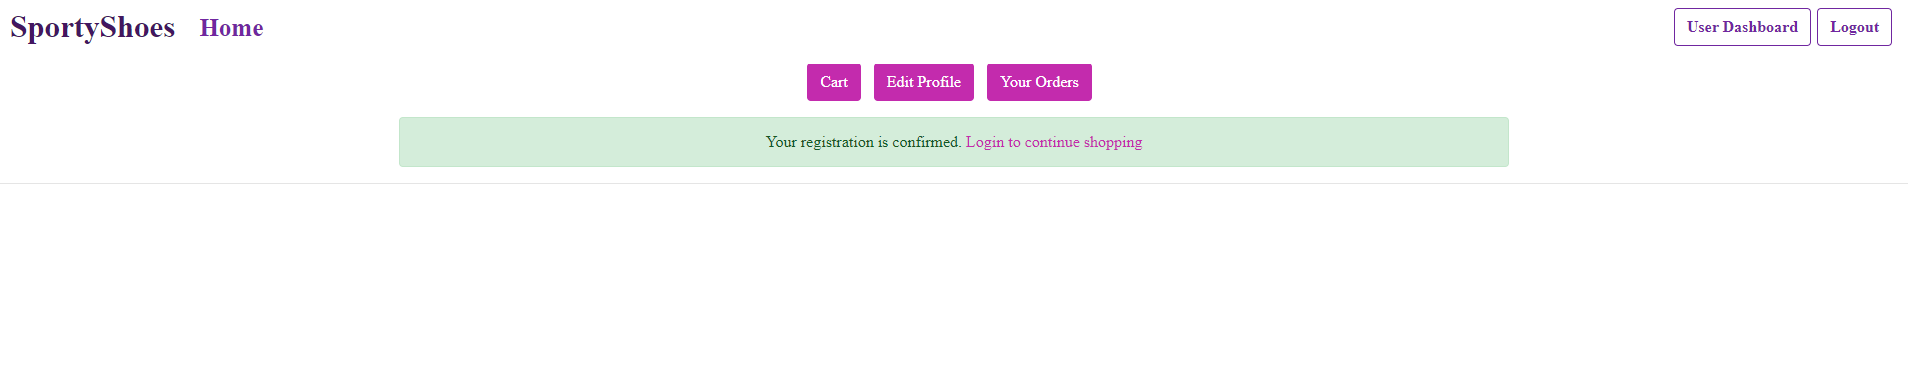 SportyShoes Home User Dashboard Logout
Cart Edit Profile Your Orders
Your registration is confirmed. Login to continue shopping